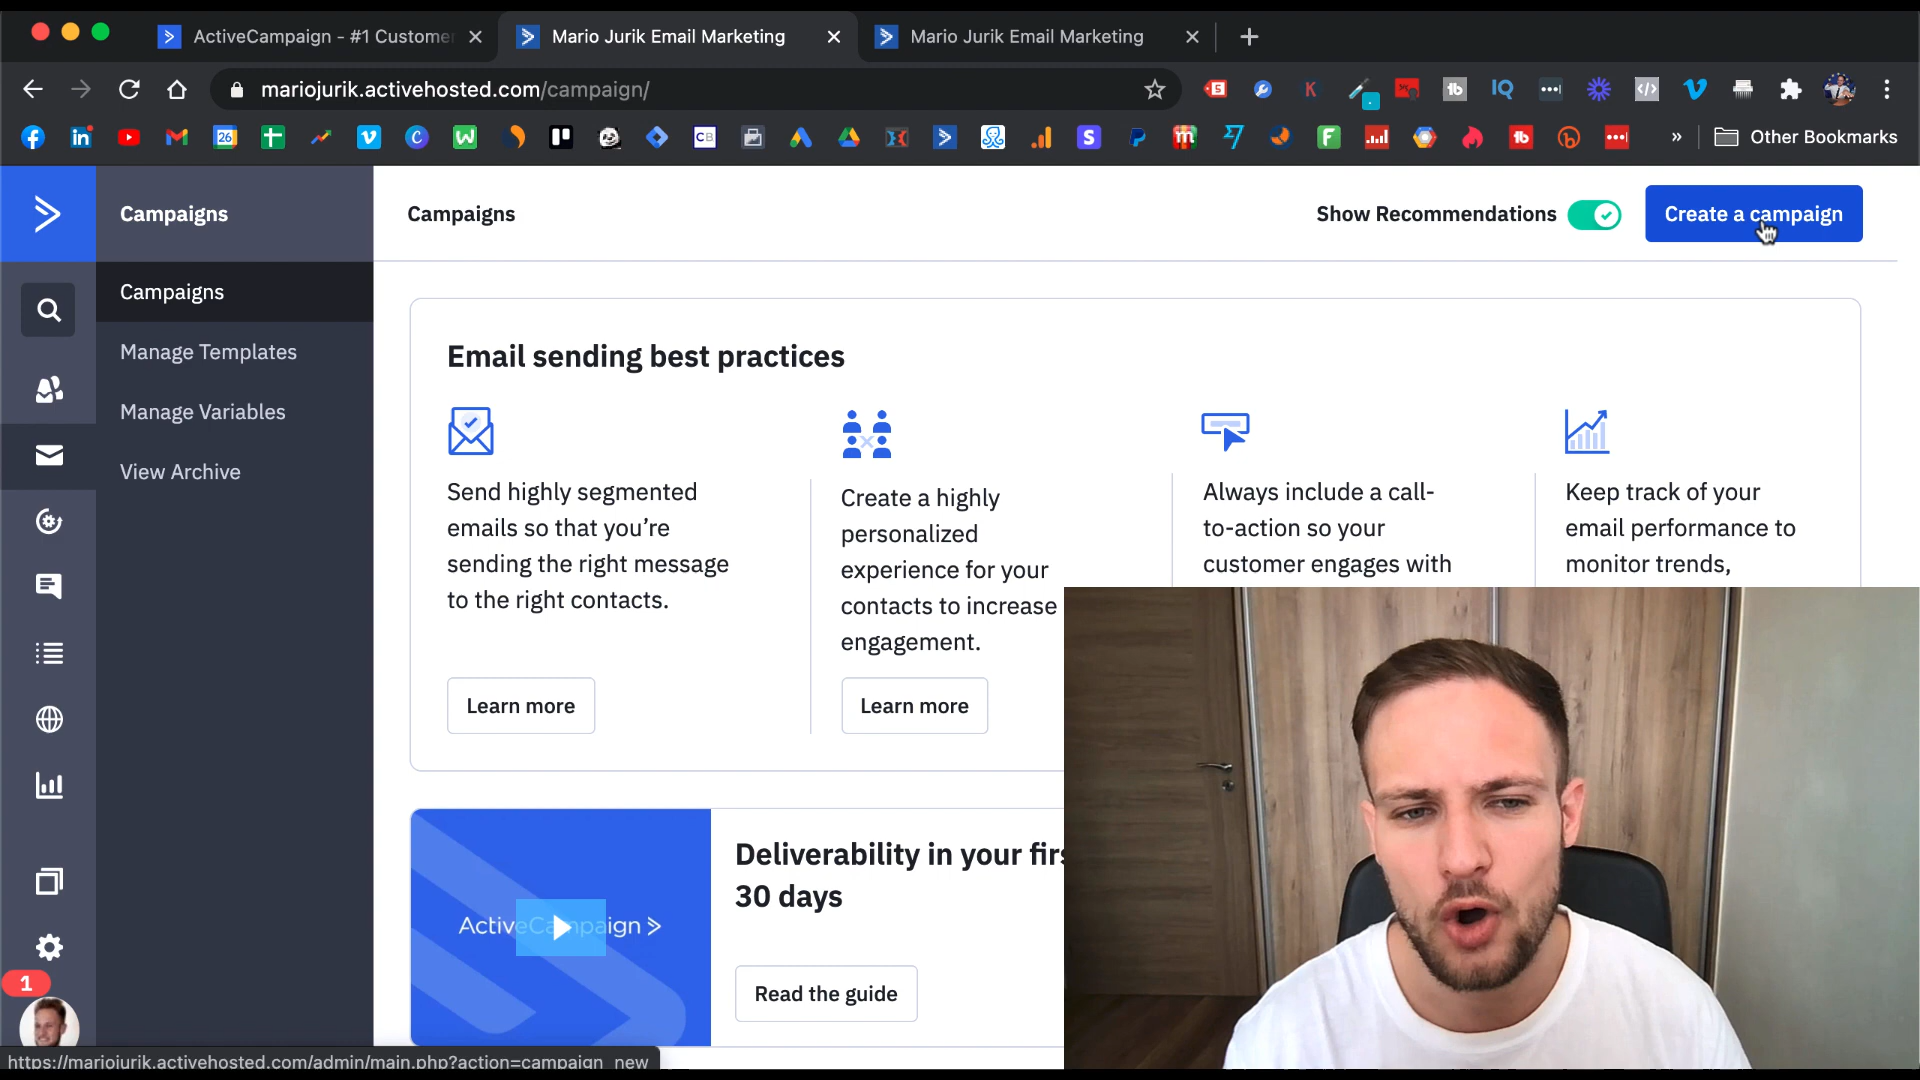 ActiveCampaign - #1 Custome
Mario Jurik Email Marketing
Mario Jurik Email Marketing
mariojurik.activehosted.com/campaign/
Other Bookmarks
Campaigns
Campaigns
Show Recommendations
Create a campaign
Campaigns
Manage Templates
Manage Variables
View Archive
Email sending best practices
Send highly segmented
emails so that you're
sending the right message
to the right contacts.
Learn more
Create a highly
personalized
experience for your
contacts to increase
engagement.
Learn more
Always include a call-
to-action so your
customer engages with
Keep track of your
email performance to
monitor trends,
ActiveCampaign >
Deliverability in your firs
30 days
Read the guide
1
https://mariojurik.activehosted.com/admin/main.php?action=campaign_new